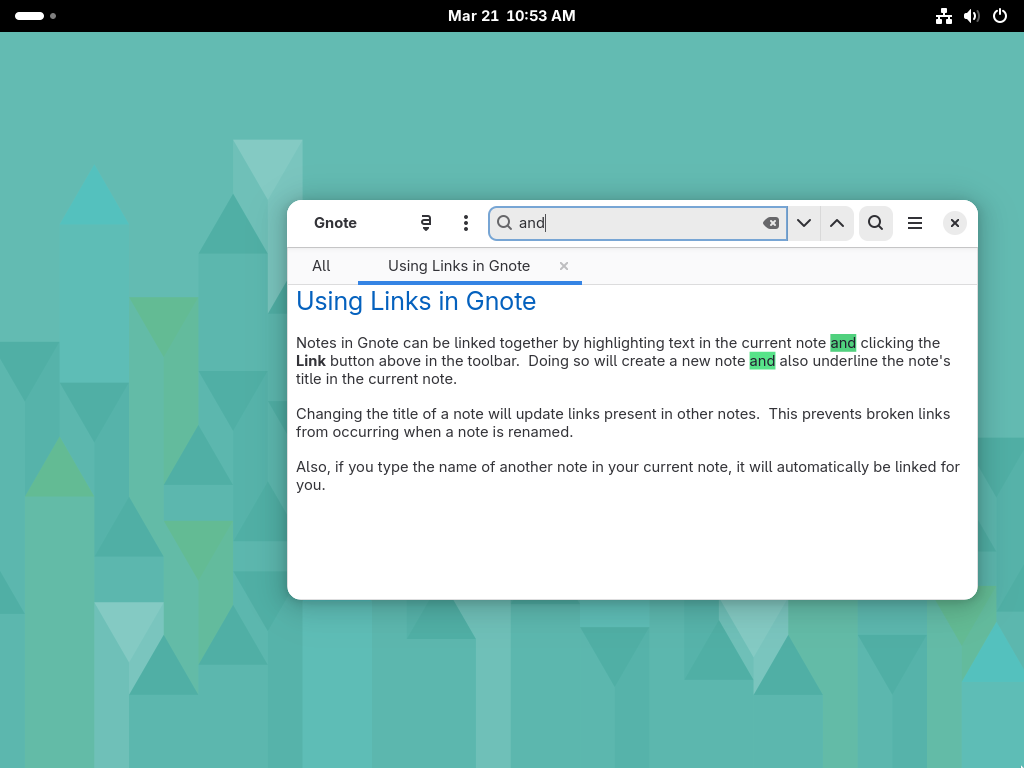 Mar 21 10:53 AM
Gnote
a
and
All
Using Links in Gnote
Using Links in Gnote
Notes in Gnote can be linked together by highlighting text in the current note and clicking the
Link button above in the toolbar.  Doing so will create a new note and also underline the note's
title in the current note.
Changing the title of a note will update links present in other notes.  This prevents broken links
from occurring when a note is renamed.
Also, if you type the name of another note in your current note, it will automatically be linked for
you.